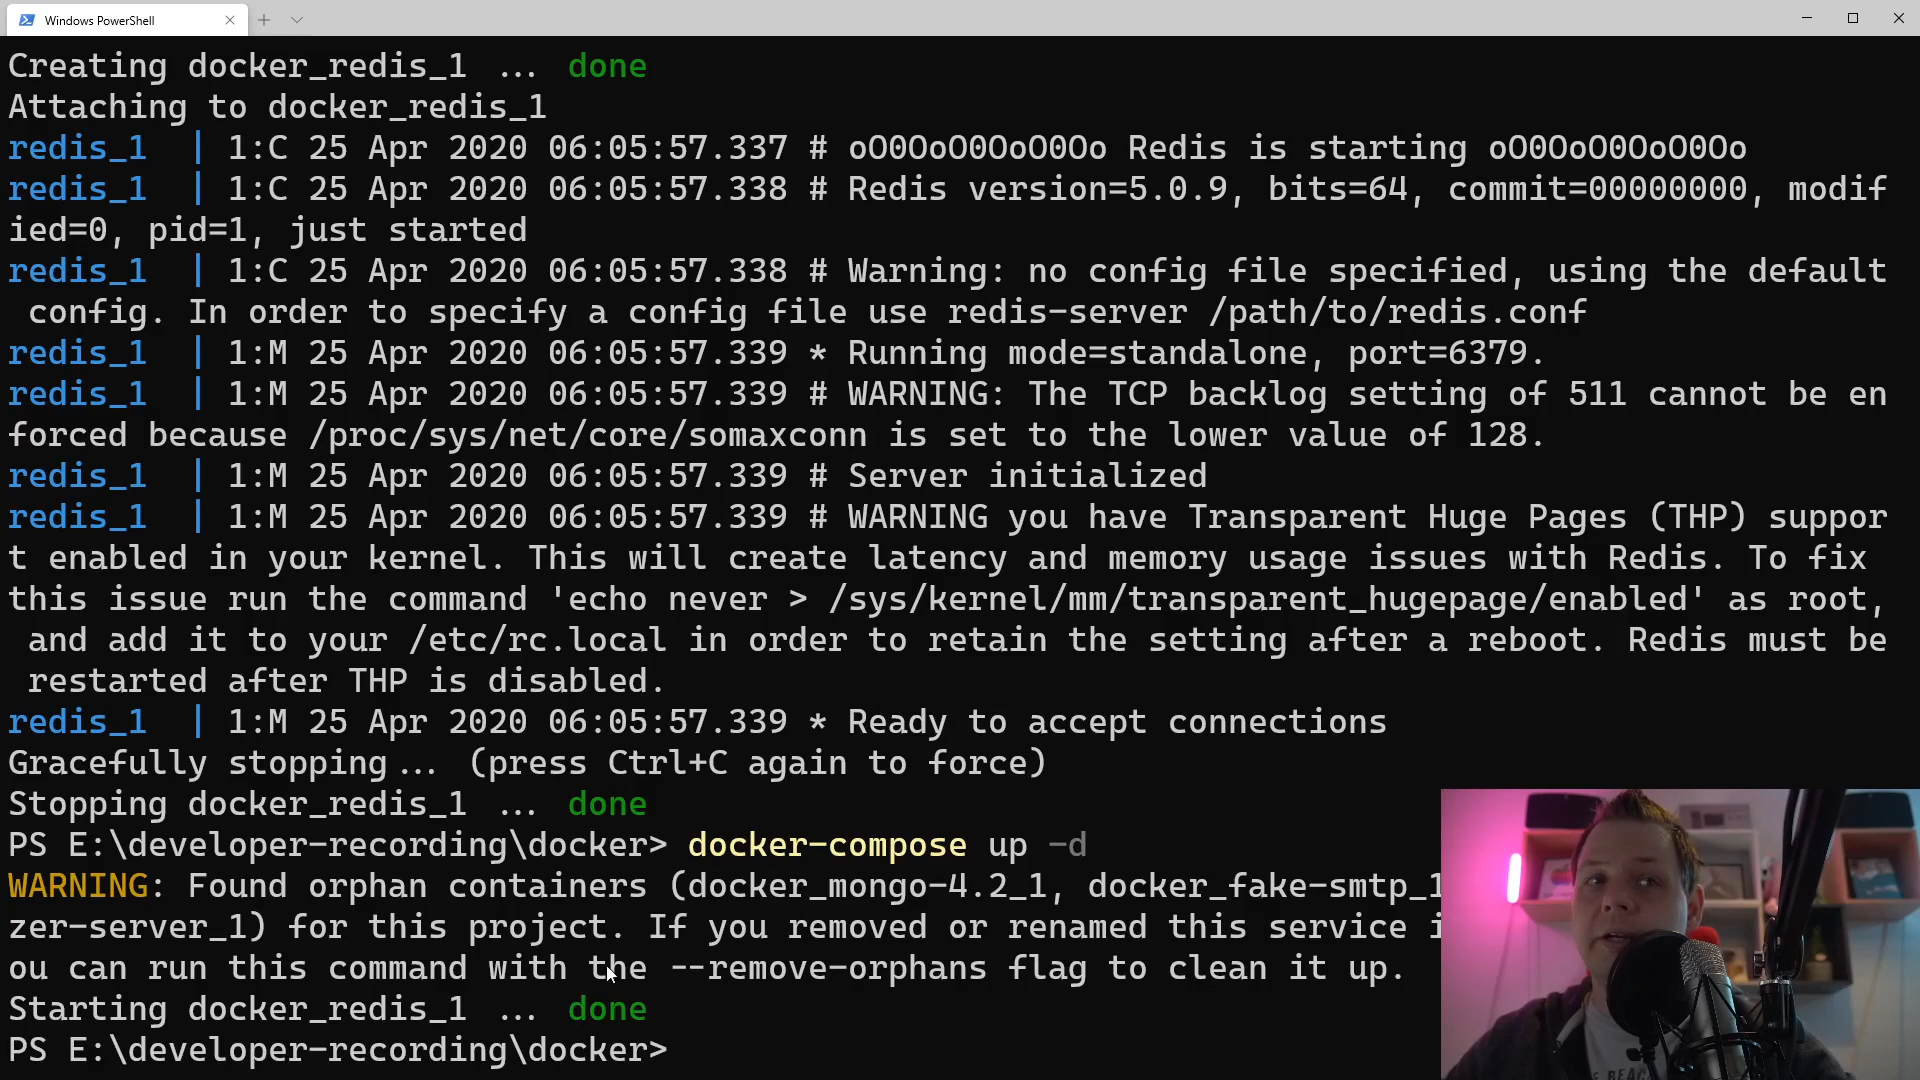 Windows PowerShell
Creating docker_redis_1 ... done
Attaching to docker_redis_1
redis_1 | 1:C 25 Apr 2020 06:05:57.337 # oO0OoO0OoO0Oo Redis is starting oO0OoO0OoO0Oo
redis_1 | 1:C 25 Apr 2020 06:05:57.338 # Redis version=5.0.9, bits=64, commit=00000000, modif
ied=0, pid=1, just started
redis_1 | 1:C 25 Apr 2020 06:05:57.338 # Warning: no config file specified, using the default
config. In order to specify a config file use redis-server /path/to/redis.conf
redis_1 | 1:M 25 Apr 2020 06:05:57.339 * Running mode=standalone, port=6379.
redis_1 | 1:M 25 Apr 2020 06:05:57.339 # WARNING: The TCP backlog setting of 511 cannot be en
forced because /proc/sys/net/core/somaxconn is set to the lower value of 128.
redis_1 | 1:M 25 Apr 2020 06:05:57.339 # Server initialized
redis_1 | 1:M 25 Apr 2020 06:05:57.339 # WARNING you have Transparent Huge Pages (THP) suppor
t enabled in your kernel. This will create latency and memory usage issues with Redis. To fix
this issue run the command 'echo never > /sys/kernel/mm/transparent_hugepage/enabled' as root,
and add it to your /etc/rc.local in order to retain the setting after a reboot. Redis must be
restarted after THP is disabled.
redis_1 | 1:M 25 Apr 2020 06:05:57.339 * Ready to accept connections
Gracefully stopping... (press Ctrl+C again to force)
Stopping docker_redis_1 ... done
PS E:\developer-recording\docker> docker-compose up -d
WARNING: Found orphan containers (docker_mongo-4.2_1, docker_fake-smtp_1
zer-server_1) for this project. If you removed or renamed this service i
ou can run this command with the --remove-orphans flag to clean it up.
Starting docker_redis_1 ... done
PS E:\developer-recording\docker>